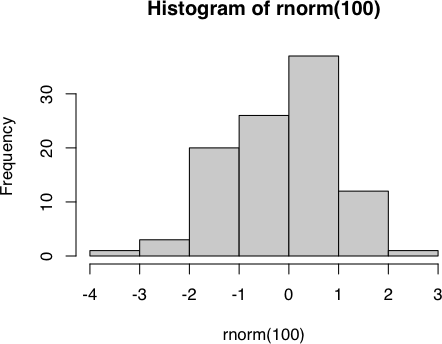 Histogram of rnorm(100)
Frequency
30
20
10
0
-4 -3 -2 -1 0 1 2 3
rnorm(100)